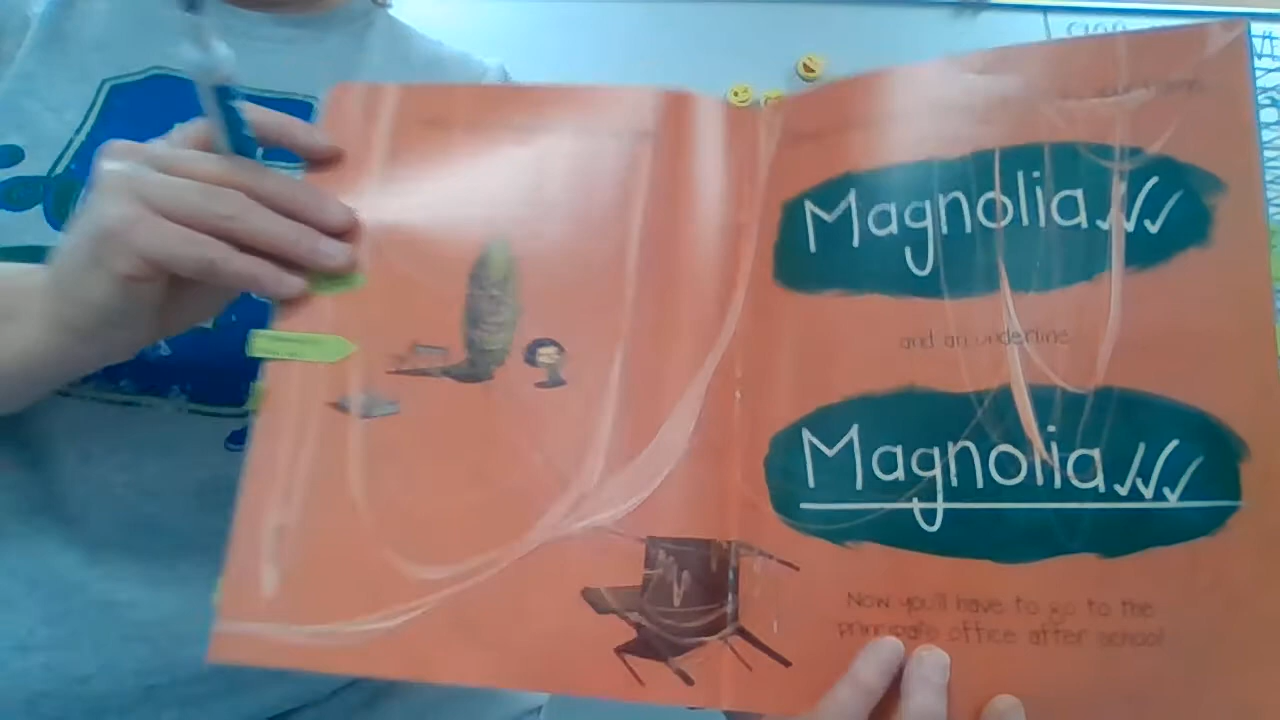 Magnolia
and an underline
Magnolia
Now you'll have to go to the
principal's office after school